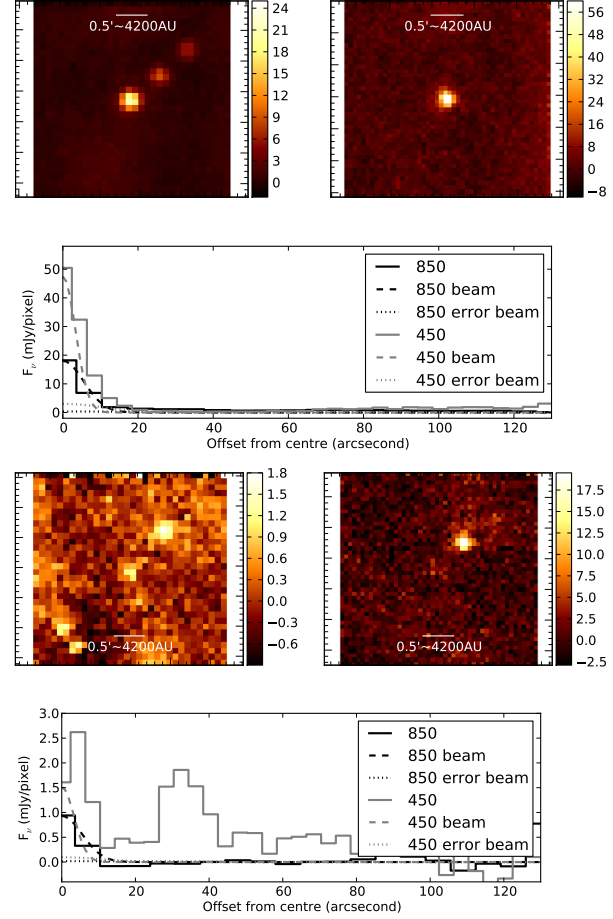 0.5'~4200AU
24
21
18
15
12
9
6
3
0
0.5'~4200AU
56
48
40
32
24
16
8
0
−8
F_ν (mJy/pixel)
50
40
30
20
10
0
850
850 beam
850 error beam
450
450 beam
450 error beam
0 20 40 60 80 100 120
Offset from centre (arcsecond)
0.5'~4200AU
1.8
1.5
1.2
0.9
0.6
0.3
0.0
−0.3
−0.6
0.5'~4200AU
17.5
15.0
12.5
10.0
7.5
5.0
2.5
0.0
−2.5
F_ν (mJy/pixel)
3.0
2.5
2.0
1.5
1.0
0.5
0.0
850
850 beam
850 error beam
450
450 beam
450 error beam
0 20 40 60 80 100 120
Offset from centre (arcsecond)